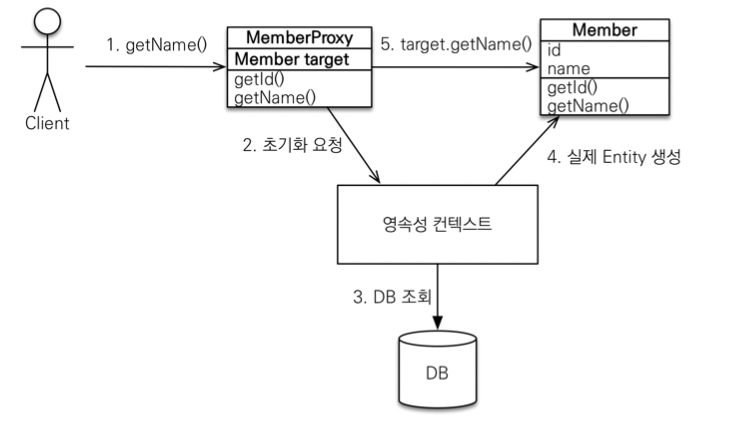 1. getName()
MemberProxy
Member target
getId()
getName()
5. target.getName()
Member
id
name
getId()
getName()
Client
2. 초기화 요청
4. 실제 Entity 생성
영속성 컨텍스트
3. DB 조회
DB